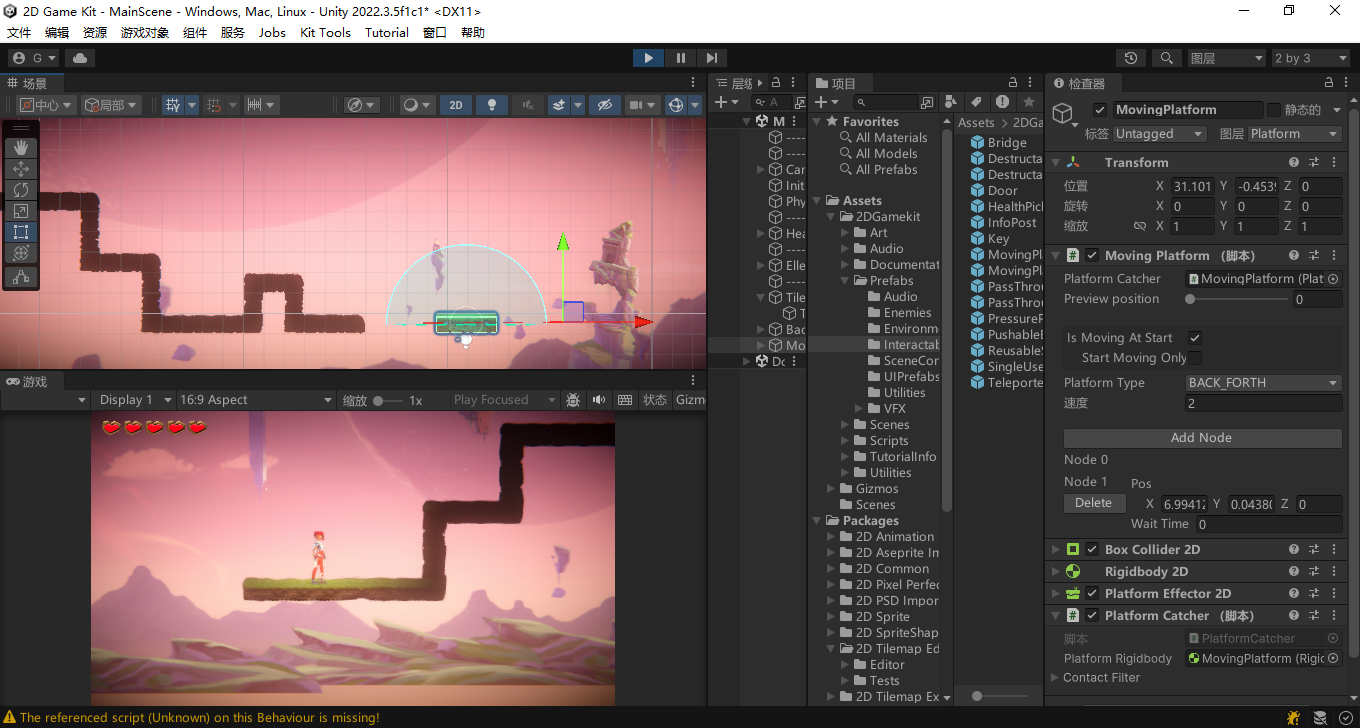 2D Game Kit - MainScene - Windows, Mac, Linux - Unity 2022.3.5f1c1* <DX11>
文件 编辑 资源 游戏对象 组件 服务 Jobs Kit Tools Tutorial 窗口 帮助
G 图层 2 by 3
场景
中心 局部 2D
层级
A
M
----
----
Car
Init
Phy
----
Hea
----
Elle
----
Tile
T
Bac
Mo
Dc
项目
Favorites
All Materials
All Models
All Prefabs
Assets
2DGamekit
Art
Audio
Documentat
Prefabs
Audio
Enemies
Environm
Interactab
SceneCor
UIPrefabs
Utilities
VFX
Scenes
Scripts
TutorialInfo
Utilities
Gizmos
Scenes
Packages
2D Animation
2D Aseprite Im
2D Common
2D Pixel Perfec
2D PSD Impor
2D Sprite
2D SpriteShap
2D Tilemap Ed
Editor
Tests
2D Tilemap Ex
Assets 2DGa
Bridge
Destructa
Destructa
Door
HealthPick
InfoPost
Key
MovingPl
MovingPl
PassThro
PassThro
PressureP
PushableB
ReusableS
SingleUse
Teleporte
检查器
MovingPlatform 静态的
标签 Untagged 图层 Platform
Transform
位置 X 31.101 Y -0.4539 Z 0
旋转 X 0 Y 0 Z 0
缩放 X 1 Y 1 Z 1
Moving Platform （脚本）
Platform Catcher MovingPlatform (Plat
Preview position 0
Is Moving At Start
Start Moving Only
Platform Type BACK_FORTH
速度 2
Add Node
Node 0
Node 1 Pos
Delete X 6.99412 Y 0.04380 Z 0
Wait Time 0
Box Collider 2D
Rigidbody 2D
Platform Effector 2D
Platform Catcher （脚本）
脚本 PlatformCatcher
Platform Rigidbody MovingPlatform (Rigic
Contact Filter
游戏
Display 1 16:9 Aspect 缩放 1x Play Focused 状态 Gizm
The referenced script (Unknown) on this Behaviour is missing!